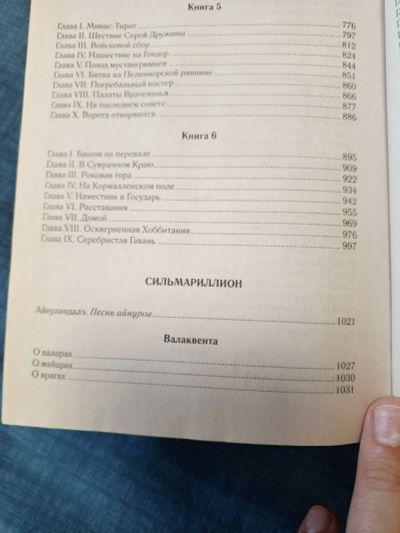 Книга 5
Глава I. Минас-Тирит 776
Глава II. Шествие Серой Дружины 797
Глава III. Войсковой сбор 812
Глава IV. Нашествие на Гондор 824
Глава V. Поход мустангримцев 844
Глава VI. Битва на Пеленнорской равнине 851
Глава VII. Погребальный костер 860
Глава VIII. Палаты Врачеванья 866
Глава IX. На последнем совете 877
Глава X. Ворота отворяются 886
Книга 6
Глава I. Башня на перевале 895
Глава II. В Сумрачном Краю 909
Глава III. Роковая гора 922
Глава IV. На Кормалленском поле 934
Глава V. Наместник и Государь 942
Глава VI. Расставания 955
Глава VII. Домой 969
Глава VIII. Оскверненная Хоббитания 976
Глава IX. Серебристая Гавань 997
СИЛЬМАРИЛЛИОН
Айнулиндалэ. Песнь айнуров 1021
Валаквента
О валарах 1027
О майарах 1030
О врагах 1031